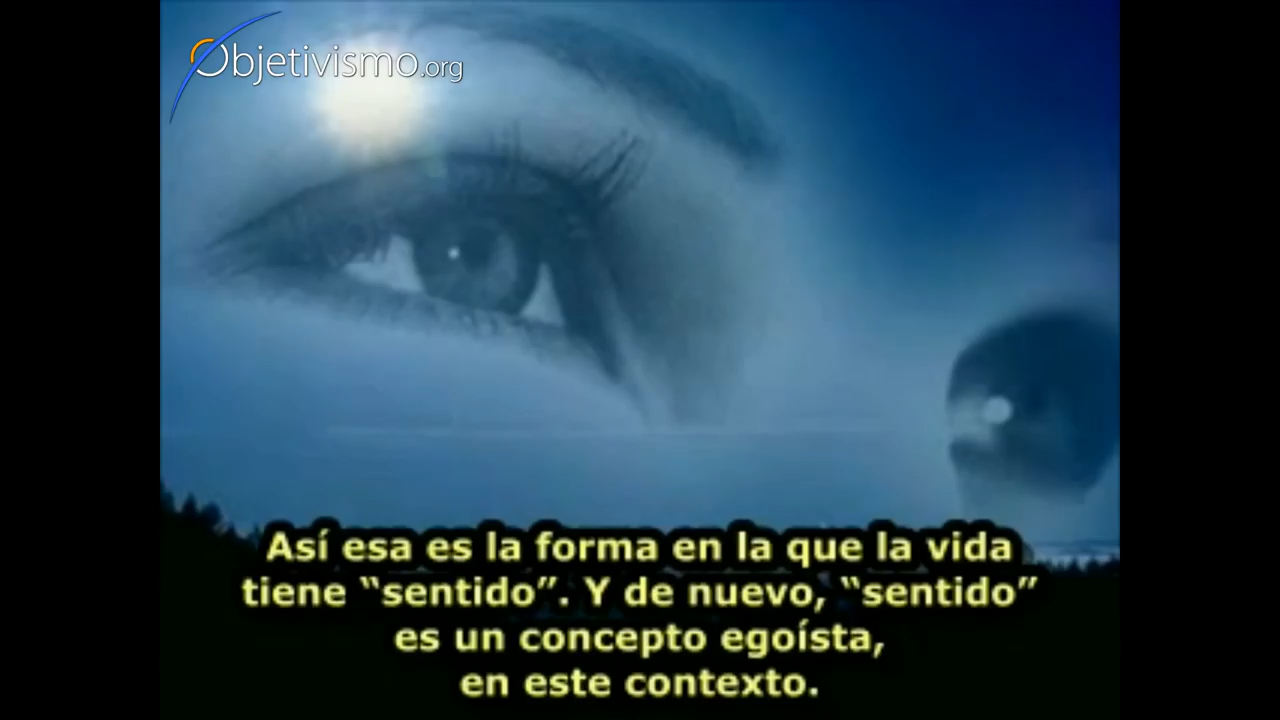 Objetivismo.org
Así esa es la forma en la que la vida
tiene “sentido”. Y de nuevo, “sentido”
es un concepto egoísta,
en este contexto.